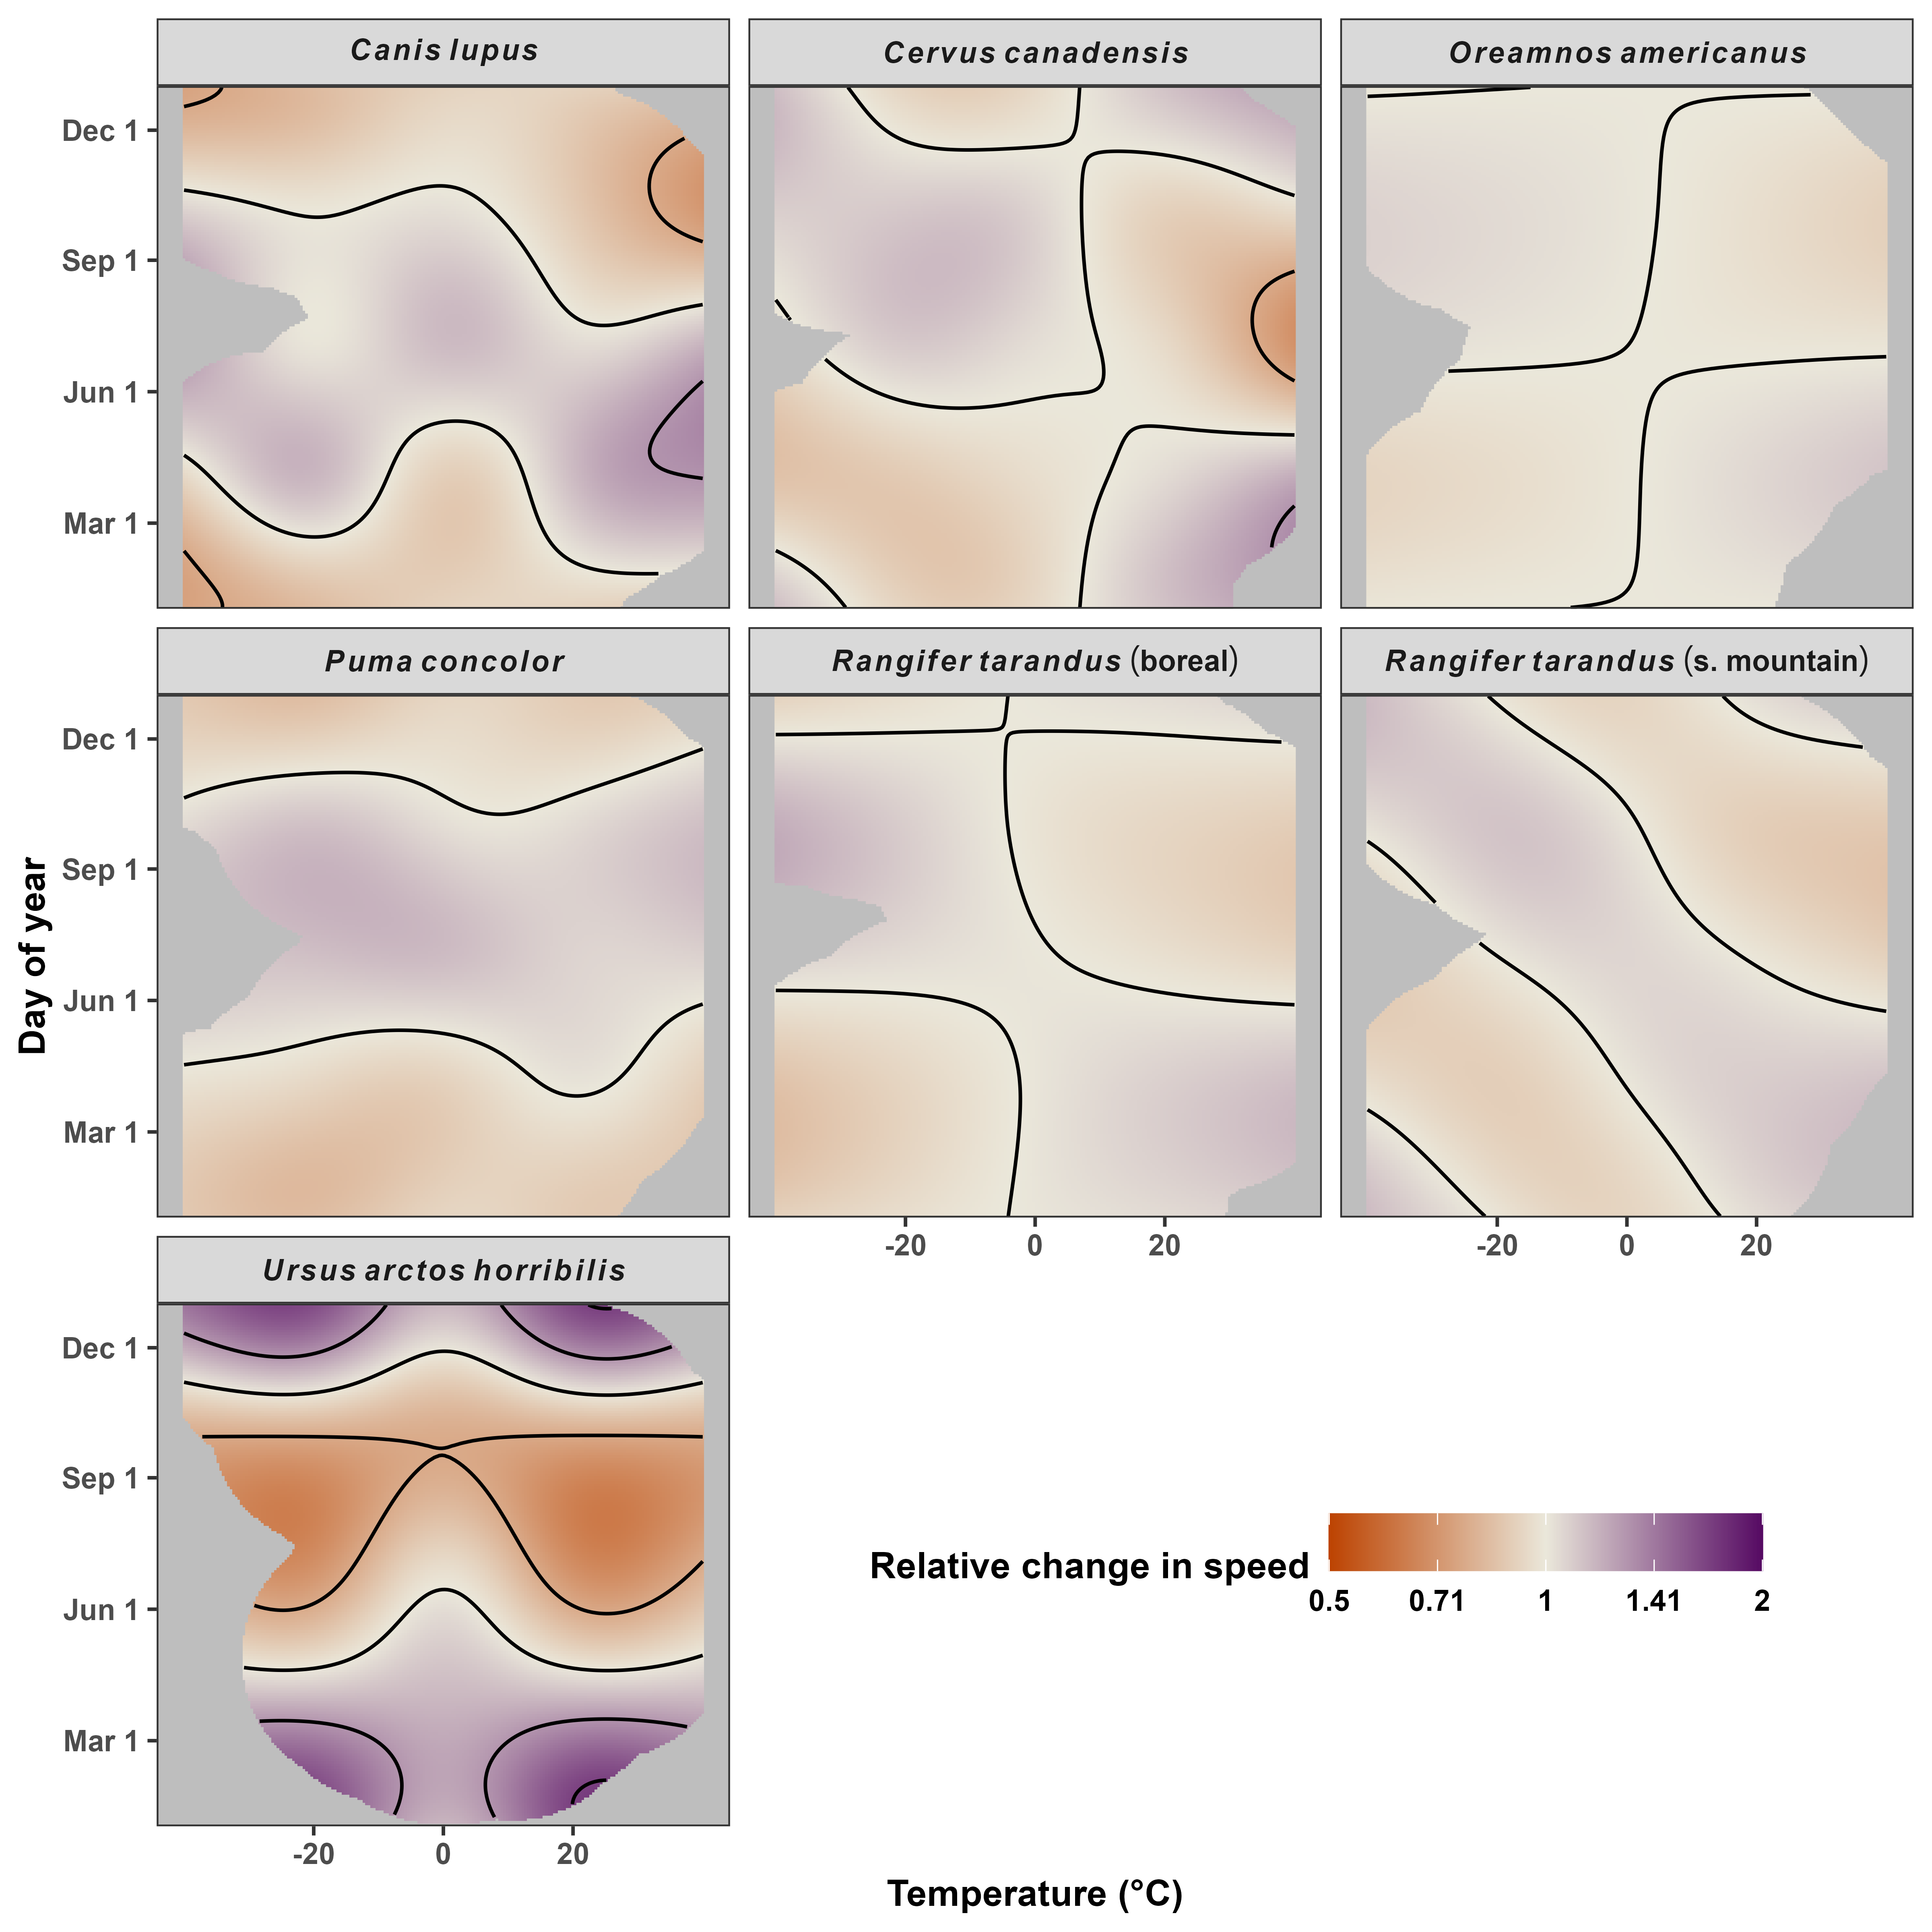 Canis lupus
Cervus canadensis
Oreamnos americanus
Dec 1
Sep 1
Jun 1
Mar 1
Puma concolor
Rangifer tarandus (boreal)
Rangifer tarandus (s. mountain)
Dec 1
Sep 1
Jun 1
Mar 1
Day of year
-20 0 20
-20 0 20
Ursus arctos horribilis
Dec 1
Sep 1
Jun 1
Mar 1
-20 0 20
Relative change in speed
0.5 0.71 1 1.41 2
Temperature (°C)